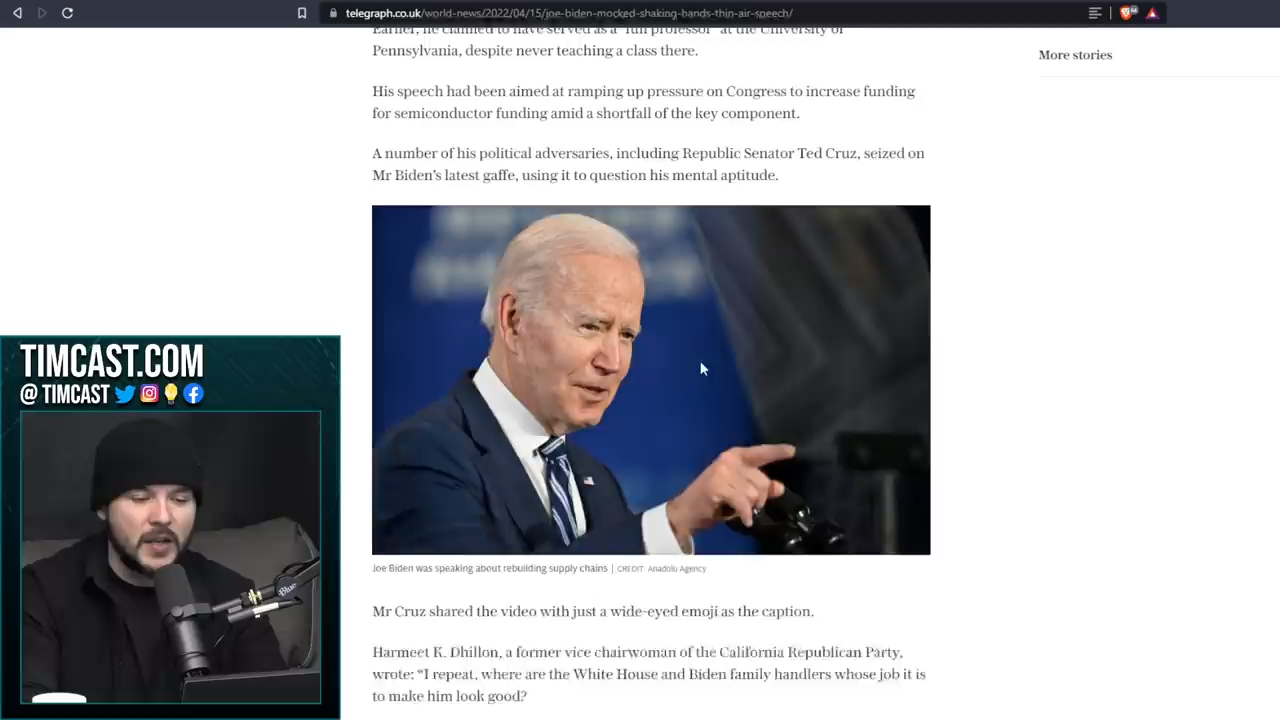 telegraph.co.uk/world-news/2022/04/15/joe-biden-mocked-shaking-hands-thin-air-speech/
Earlier, he claimed to have served as a "full professor" at the University of
Pennsylvania, despite never teaching a class there.
More stories
His speech had been aimed at ramping up pressure on Congress to increase funding
for semiconductor funding amid a shortfall of the key component.
A number of his political adversaries, including Republic Senator Ted Cruz, seized on
Mr Biden's latest gaffe, using it to question his mental aptitude.
TIMCAST.COM
@ TIMCAST
Blue
Joe Biden was speaking about rebuilding supply chains | CREDIT: Anadolu Agency
Mr Cruz shared the video with just a wide-eyed emoji as the caption.
Harmeet K. Dhillon, a former vice chairwoman of the California Republican Party,
wrote: "I repeat, where are the White House and Biden family handlers whose job it is
to make him look good?